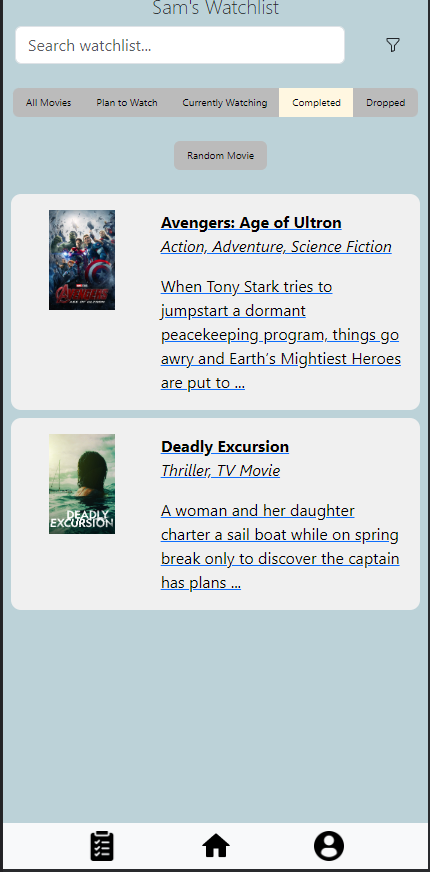 Sam's Watchlist
Search watchlist...
All Movies Plan to Watch Currently Watching Completed Dropped
Random Movie
Avengers: Age of Ultron
Action, Adventure, Science Fiction
When Tony Stark tries to
jumpstart a dormant
peacekeeping program, things go
awry and Earth's Mightiest Heroes
are put to ...
AVENGERS
AGE OF ULTRON
Deadly Excursion
Thriller, TV Movie
A woman and her daughter
charter a sail boat while on spring
break only to discover the captain
has plans ...
DEADLY
EXCURSION